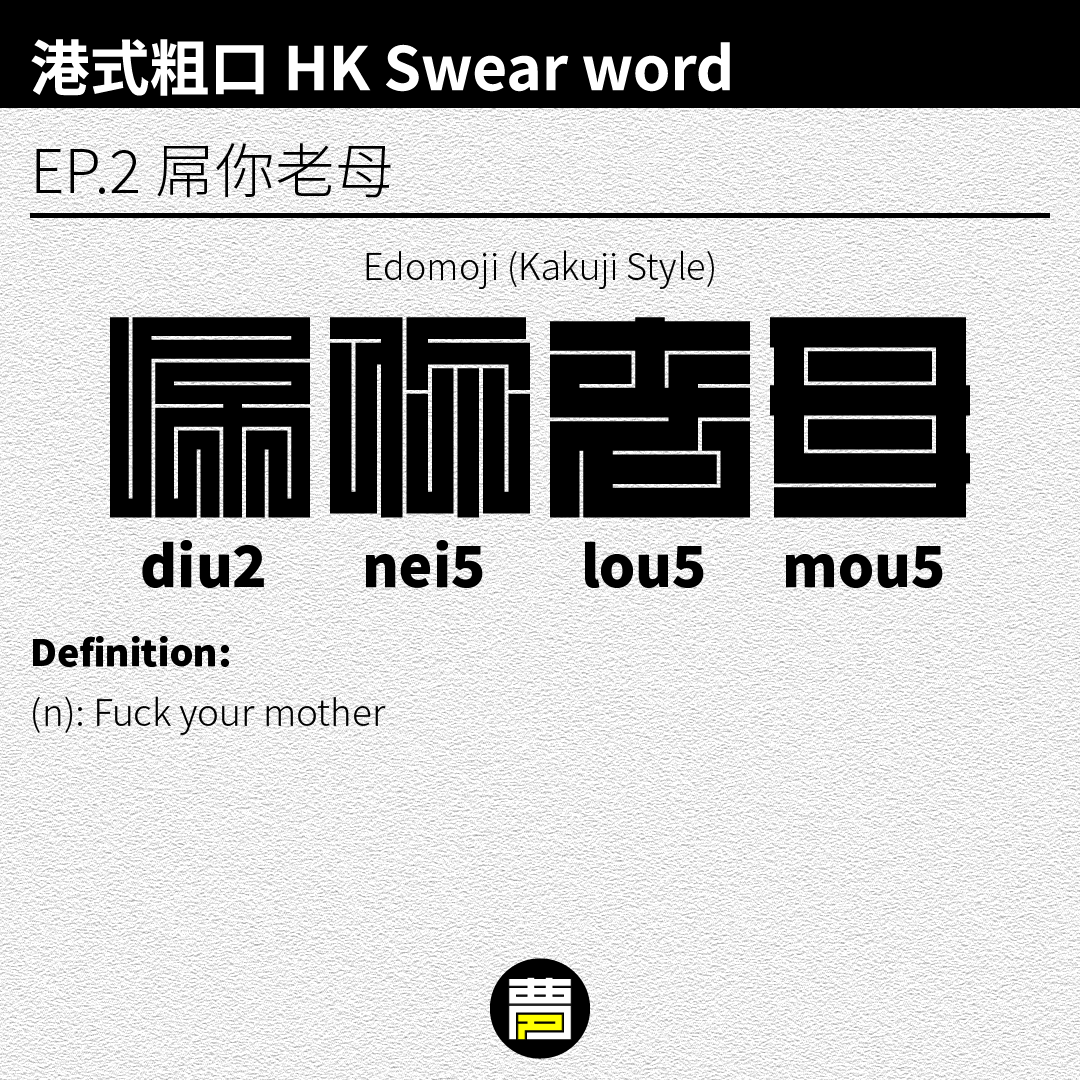 港式粗口 HK Swear word
EP.2 屌你老母
Edomoji (Kakuji Style)
屌你老母
diu2 nei5 lou5 mou5
Definition:
(n): Fuck your mother
夢